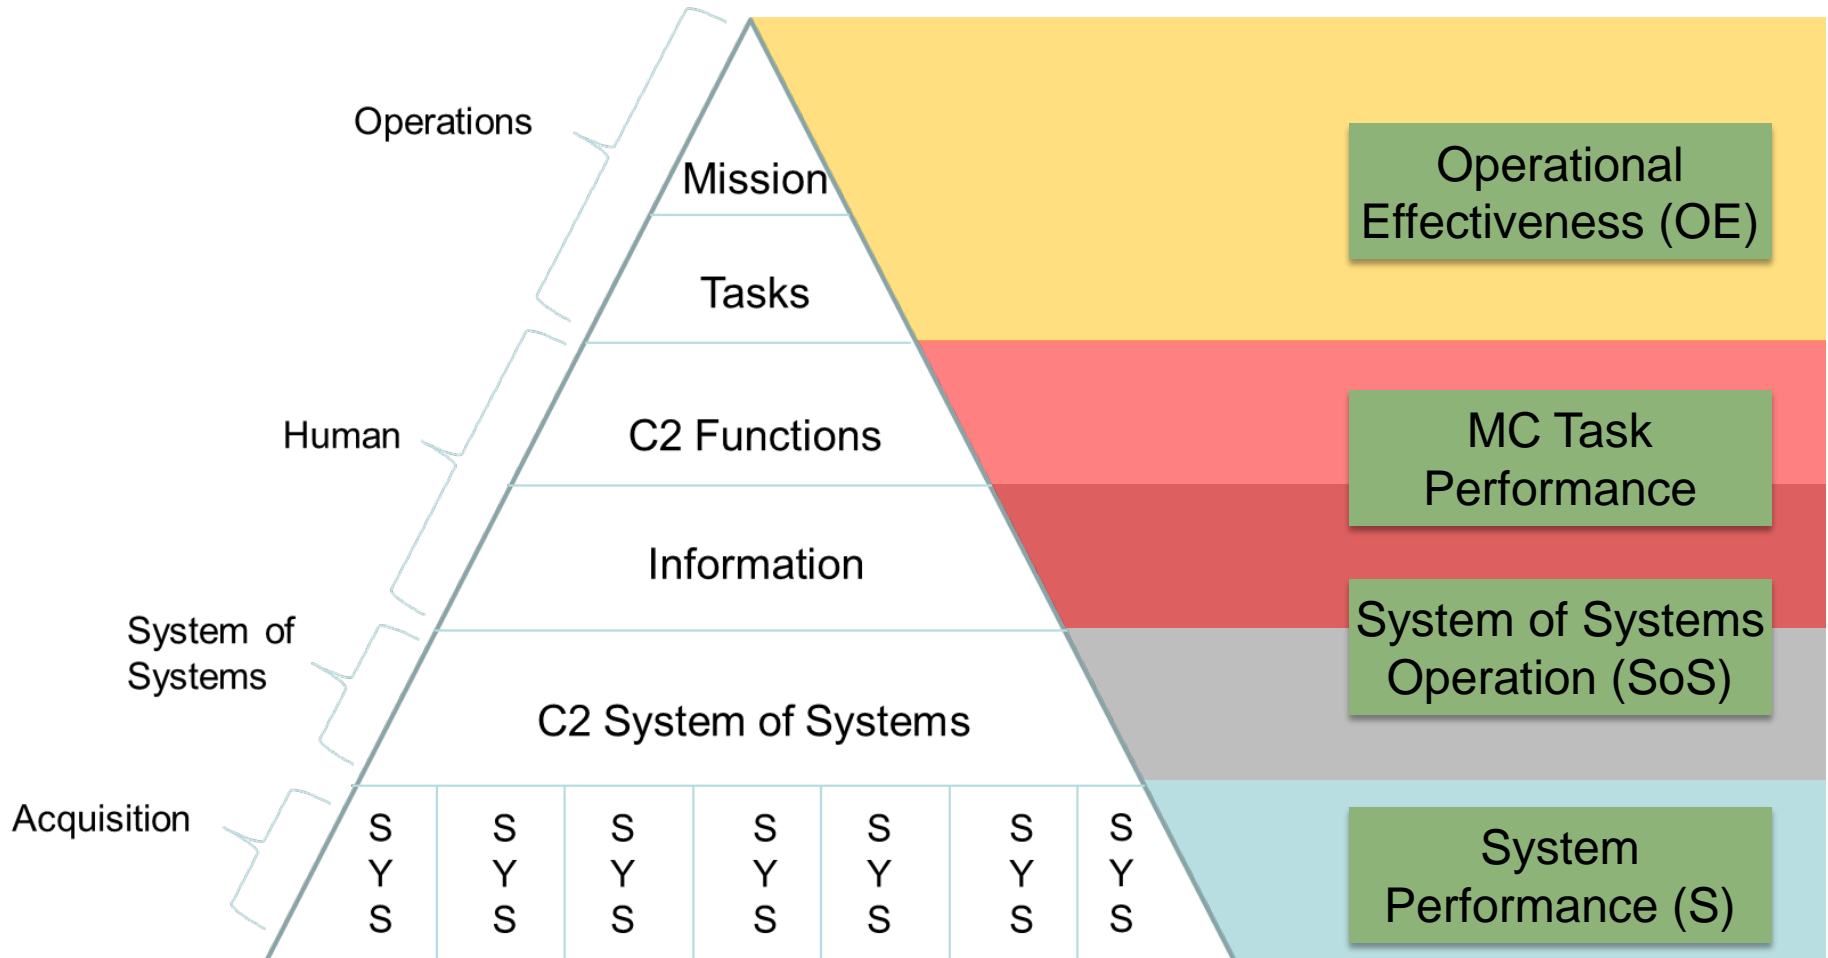 Operations
Mission
Tasks
Operational
Effectiveness (OE)
Human
C2 Functions
Information
MC Task
Performance
System of
Systems
C2 System of Systems
System of Systems
Operation (SoS)
Acquisition
S
Y
S
S
Y
S
S
Y
S
S
Y
S
S
Y
S
S
Y
S
S
Y
S
System
Performance (S)